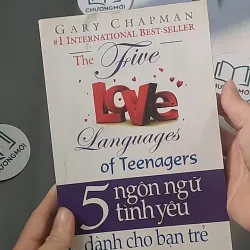 CHUONGMOI
GARY CHAPMAN
#1 INTERNATIONAL BEST-SELLER
The Five
LOVE
Languages
of Teenagers
5 ngôn ngữ
tình yêu
dành cho bạn trẻ